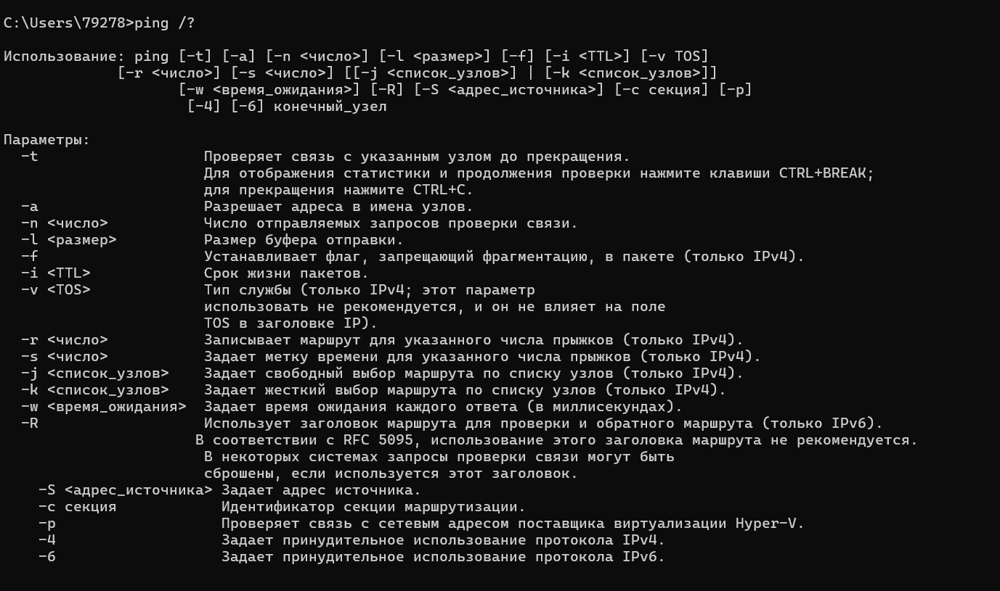 C:\Users\79278>ping /?
Использование: ping [-t] [-a] [-n <число>] [-l <размер>] [-f] [-i <TTL>] [-v TOS]
[-r <число>] [-s <число>] [[-j <список_узлов>] | [-k <список_узлов>]]
[-w <время_ожидания>] [-R] [-S <адрес_источника>] [-c секция] [-p]
[-4] [-6] конечный_узел
Параметры:
-t Проверяет связь с указанным узлом до прекращения.
Для отображения статистики и продолжения проверки нажмите клавиши CTRL+BREAK;
для прекращения нажмите CTRL+C.
-a Разрешает адреса в имена узлов.
-n <число> Число отправляемых запросов проверки связи.
-l <размер> Размер буфера отправки.
-f Устанавливает флаг, запрещающий фрагментацию, в пакете (только IPv4).
-i <TTL> Срок жизни пакетов.
-v <TOS> Тип службы (только IPv4; этот параметр
использовать не рекомендуется, и он не влияет на поле
TOS в заголовке IP).
-r <число> Записывает маршрут для указанного числа прыжков (только IPv4).
-s <число> Задает метку времени для указанного числа прыжков (только IPv4).
-j <список_узлов> Задает свободный выбор маршрута по списку узлов (только IPv4).
-k <список_узлов> Задает жесткий выбор маршрута по списку узлов (только IPv4).
-w <время_ожидания> Задает время ожидания каждого ответа (в миллисекундах).
-R Использует заголовок маршрута для проверки и обратного маршрута (только IPv6).
В соответствии с RFC 5095, использование этого заголовка маршрута не рекомендуется.
В некоторых системах запросы проверки связи могут быть
сброшены, если используется этот заголовок.
-S <адрес_источника> Задает адрес источника.
-c секция Идентификатор секции маршрутизации.
-p Проверяет связь с сетевым адресом поставщика виртуализации Hyper-V.
-4 Задает принудительное использование протокола IPv4.
-6 Задает принудительное использование протокола IPv6.